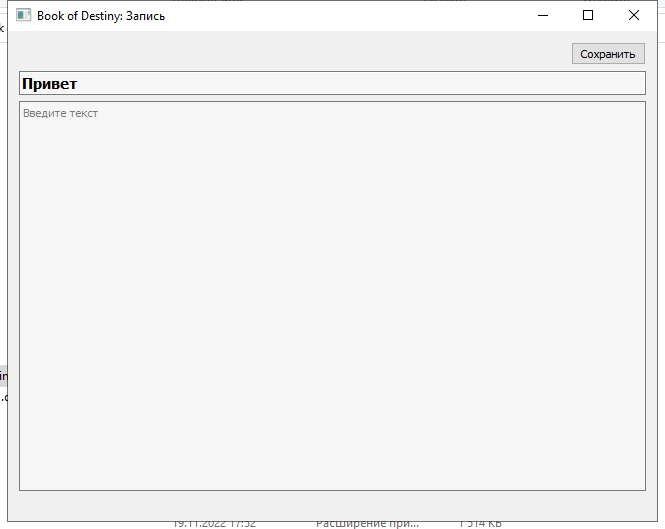 Book of Destiny: Запись
Сохранить
Привет
Введите текст
19.11.2022 17:52
Расширение при...
1 514 КБ